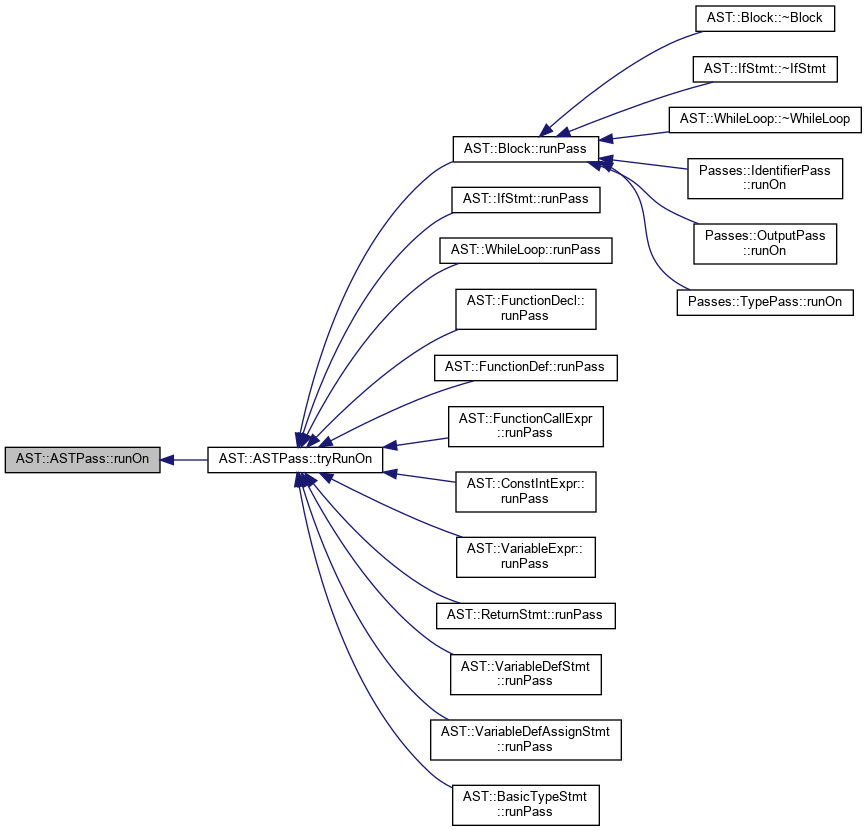 AST::Block::~Block
AST::IfStmt::~IfStmt
AST::WhileLoop::~WhileLoop
AST::Block::runPass
Passes::IdentifierPass
::runOn
AST::IfStmt::runPass
Passes::OutputPass
::runOn
AST::WhileLoop::runPass
Passes::TypePass::runOn
AST::FunctionDecl::
runPass
AST::FunctionDef::runPass
AST::FunctionCallExpr
::runPass
AST::ASTPass::runOn
AST::ASTPass::tryRunOn
AST::ConstIntExpr::
runPass
AST::VariableExpr::
runPass
AST::ReturnStmt::runPass
AST::VariableDefStmt
::runPass
AST::VariableDefAssignStmt
::runPass
AST::BasicTypeStmt
::runPass